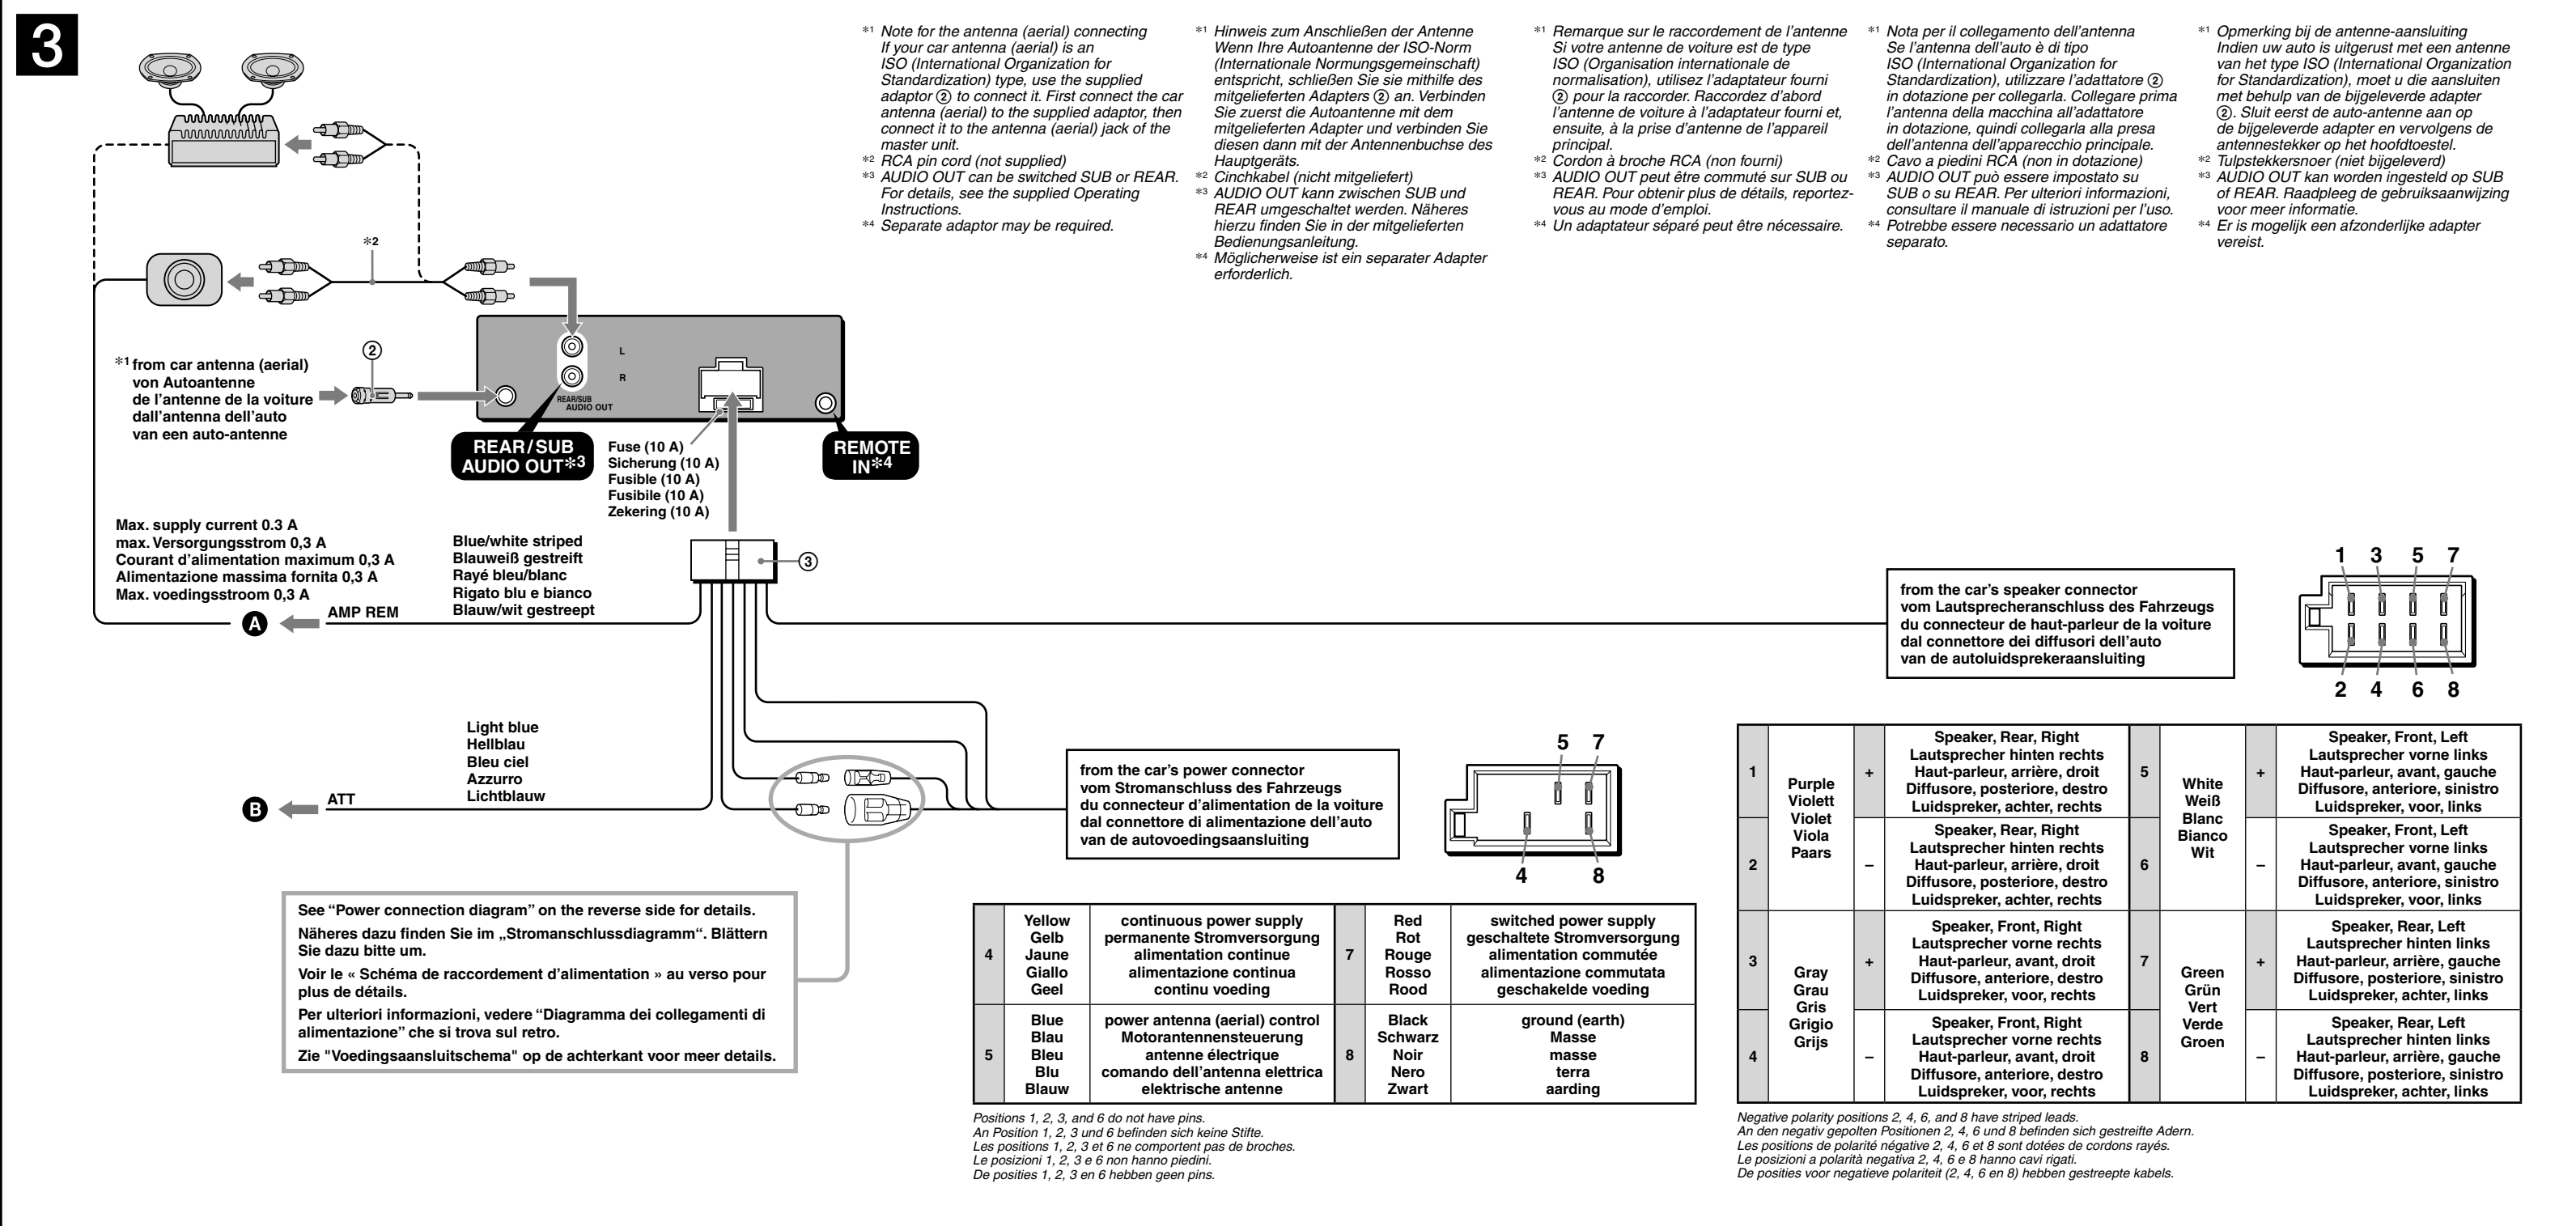 3
*1 Note for the antenna (aerial) connecting
If your car antenna (aerial) is an
ISO (International Organization for
Standardization) type, use the supplied
adaptor ② to connect it. First connect the car
antenna (aerial) to the supplied adaptor, then
connect it to the antenna (aerial) jack of the
master unit.
*2 RCA pin cord (not supplied)
*3 AUDIO OUT can be switched SUB or REAR.
For details, see the supplied Operating
Instructions.
*4 Separate adaptor may be required.
*1 Hinweis zum Anschließen der Antenne
Wenn Ihre Autoantenne der ISO-Norm
(Internationale Normungsgemeinschaft)
entspricht, schließen Sie sie mithilfe des
mitgelieferten Adapters ② an. Verbinden
Sie zuerst die Autoantenne mit dem
mitgelieferten Adapter und verbinden Sie
diesen dann mit der Antennenbuchse des
Hauptgeräts.
*2 Cinchkabel (nicht mitgeliefert)
*3 AUDIO OUT kann zwischen SUB und
REAR umgeschaltet werden. Näheres
hierzu finden Sie in der mitgelieferten
Bedienungsanleitung.
*4 Möglicherweise ist ein separater Adapter
erforderlich.
*1 Remarque sur le raccordement de l'antenne
Si votre antenne de voiture est de type
ISO (Organisation internationale de
normalisation), utilisez l'adaptateur fourni
② pour la raccorder. Raccordez d'abord
l'antenne de voiture à l'adaptateur fourni et,
ensuite, à la prise d'antenne de l'appareil
principal.
*2 Cordon à broche RCA (non fourni)
*3 AUDIO OUT peut être commuté sur SUB ou
REAR. Pour obtenir plus de détails, reportez-
vous au mode d'emploi.
*4 Un adaptateur séparé peut être nécessaire.
*1 Nota per il collegamento dell'antenna
Se l'antenna dell'auto è di tipo
ISO (International Organization for
Standardization), utilizzare l'adattatore ②
in dotazione per collegarla. Collegare prima
l'antenna della macchina all'adattatore
in dotazione, quindi collegarla alla presa
dell'antenna dell'apparecchio principale.
*2 Cavo a piedini RCA (non in dotazione)
*3 AUDIO OUT può essere impostato su
SUB o su REAR. Per ulteriori informazioni,
consultare il manuale di istruzioni per l'uso.
*4 Potrebbe essere necessario un adattatore
separato.
*1 Opmerking bij de antenne-aansluiting
Indien uw auto is uitgerust met een antenne
van het type ISO (International Organization
for Standardization), moet u die aansluiten
met behulp van de bijgeleverde adapter
②. Sluit eerst de auto-antenne aan op
de bijgeleverde adapter en vervolgens de
antennestekker op het hoofdtoestel.
*2 Tulpstekkersnoer (niet bijgeleverd)
*3 AUDIO OUT kan worden ingesteld op SUB
of REAR. Raadpleeg de gebruiksaanwijzing
voor meer informatie.
*4 Er is mogelijk een afzonderlijke adapter
vereist.
*2
*1 from car antenna (aerial)
von Autoantenne
de l'antenne de la voiture
dall'antenna dell'auto
van een auto-antenne
②
L
R
REAR/SUB
AUDIO OUT
REAR/SUB
AUDIO OUT*3
Fuse (10 A)
Sicherung (10 A)
Fusible (10 A)
Fusibile (10 A)
Zekering (10 A)
REMOTE
IN*4
Max. supply current 0.3 A
max. Versorgungsstrom 0,3 A
Courant d'alimentation maximum 0,3 A
Alimentazione massima fornita 0,3 A
Max. voedingsstroom 0,3 A
Blue/white striped
Blauweiß gestreift
Rayé bleu/blanc
Rigato blu e bianco
Blauw/wit gestreept
③
A
AMP REM
from the car's speaker connector
vom Lautsprecheranschluss des Fahrzeugs
du connecteur de haut-parleur de la voiture
dal connettore dei diffusori dell'auto
van de autoluidsprekeraansluiting
1 3 5 7
2 4 6 8
Light blue
Hellblau
Bleu ciel
Azzurro
Lichtblauw
B
ATT
from the car's power connector
vom Stromanschluss des Fahrzeugs
du connecteur d'alimentation de la voiture
dal connettore di alimentazione dell'auto
van de autovoedingsaansluiting
5 7
4 8
See “Power connection diagram” on the reverse side for details.
Näheres dazu finden Sie im „Stromanschlussdiagramm“. Blättern
Sie dazu bitte um.
Voir le « Schéma de raccordement d'alimentation » au verso pour
plus de détails.
Per ulteriori informazioni, vedere “Diagramma dei collegamenti di
alimentazione” che si trova sul retro.
Zie "Voedingsaansluitschema" op de achterkant voor meer details.
4
Yellow
Gelb
Jaune
Giallo
Geel
continuous power supply
permanente Stromversorgung
alimentation continue
alimentazione continua
continu voeding
7
Red
Rot
Rouge
Rosso
Rood
switched power supply
geschaltete Stromversorgung
alimentation commutée
alimentazione commutata
geschakelde voeding
5
Blue
Blau
Bleu
Blu
Blauw
power antenna (aerial) control
Motorantennensteuerung
antenne électrique
comando dell'antenna elettrica
elektrische antenne
8
Black
Schwarz
Noir
Nero
Zwart
ground (earth)
Masse
masse
terra
aarding
Positions 1, 2, 3, and 6 do not have pins.
An Position 1, 2, 3 und 6 befinden sich keine Stifte.
Les positions 1, 2, 3 et 6 ne comportent pas de broches.
Le posizioni 1, 2, 3 e 6 non hanno piedini.
De posities 1, 2, 3 en 6 hebben geen pins.
1
Purple
Violett
Violet
Viola
Paars
+
Speaker, Rear, Right
Lautsprecher hinten rechts
Haut-parleur, arrière, droit
Diffusore, posteriore, destro
Luidspreker, achter, rechts
5
White
Weiß
Blanc
Bianco
Wit
+
Speaker, Front, Left
Lautsprecher vorne links
Haut-parleur, avant, gauche
Diffusore, anteriore, sinistro
Luidspreker, voor, links
2
–
Speaker, Rear, Right
Lautsprecher hinten rechts
Haut-parleur, arrière, droit
Diffusore, posteriore, destro
Luidspreker, achter, rechts
6
–
Speaker, Front, Left
Lautsprecher vorne links
Haut-parleur, avant, gauche
Diffusore, anteriore, sinistro
Luidspreker, voor, links
3
Gray
Grau
Gris
Grigio
Grijs
+
Speaker, Front, Right
Lautsprecher vorne rechts
Haut-parleur, avant, droit
Diffusore, anteriore, destro
Luidspreker, voor, rechts
7
Green
Grün
Vert
Verde
Groen
+
Speaker, Rear, Left
Lautsprecher hinten links
Haut-parleur, arrière, gauche
Diffusore, posteriore, sinistro
Luidspreker, achter, links
4
–
Speaker, Front, Right
Lautsprecher vorne rechts
Haut-parleur, avant, droit
Diffusore, anteriore, destro
Luidspreker, voor, rechts
8
–
Speaker, Rear, Left
Lautsprecher hinten links
Haut-parleur, arrière, gauche
Diffusore, posteriore, sinistro
Luidspreker, achter, links
Negative polarity positions 2, 4, 6, and 8 have striped leads.
An den negativ gepolten Positionen 2, 4, 6 und 8 befinden sich gestreifte Adern.
Les positions de polarité négative 2, 4, 6 et 8 sont dotées de cordons rayés.
Le posizioni a polarità negativa 2, 4, 6 e 8 hanno cavi rigati.
De posities voor negatieve polariteit (2, 4, 6 en 8) hebben gestreepte kabels.